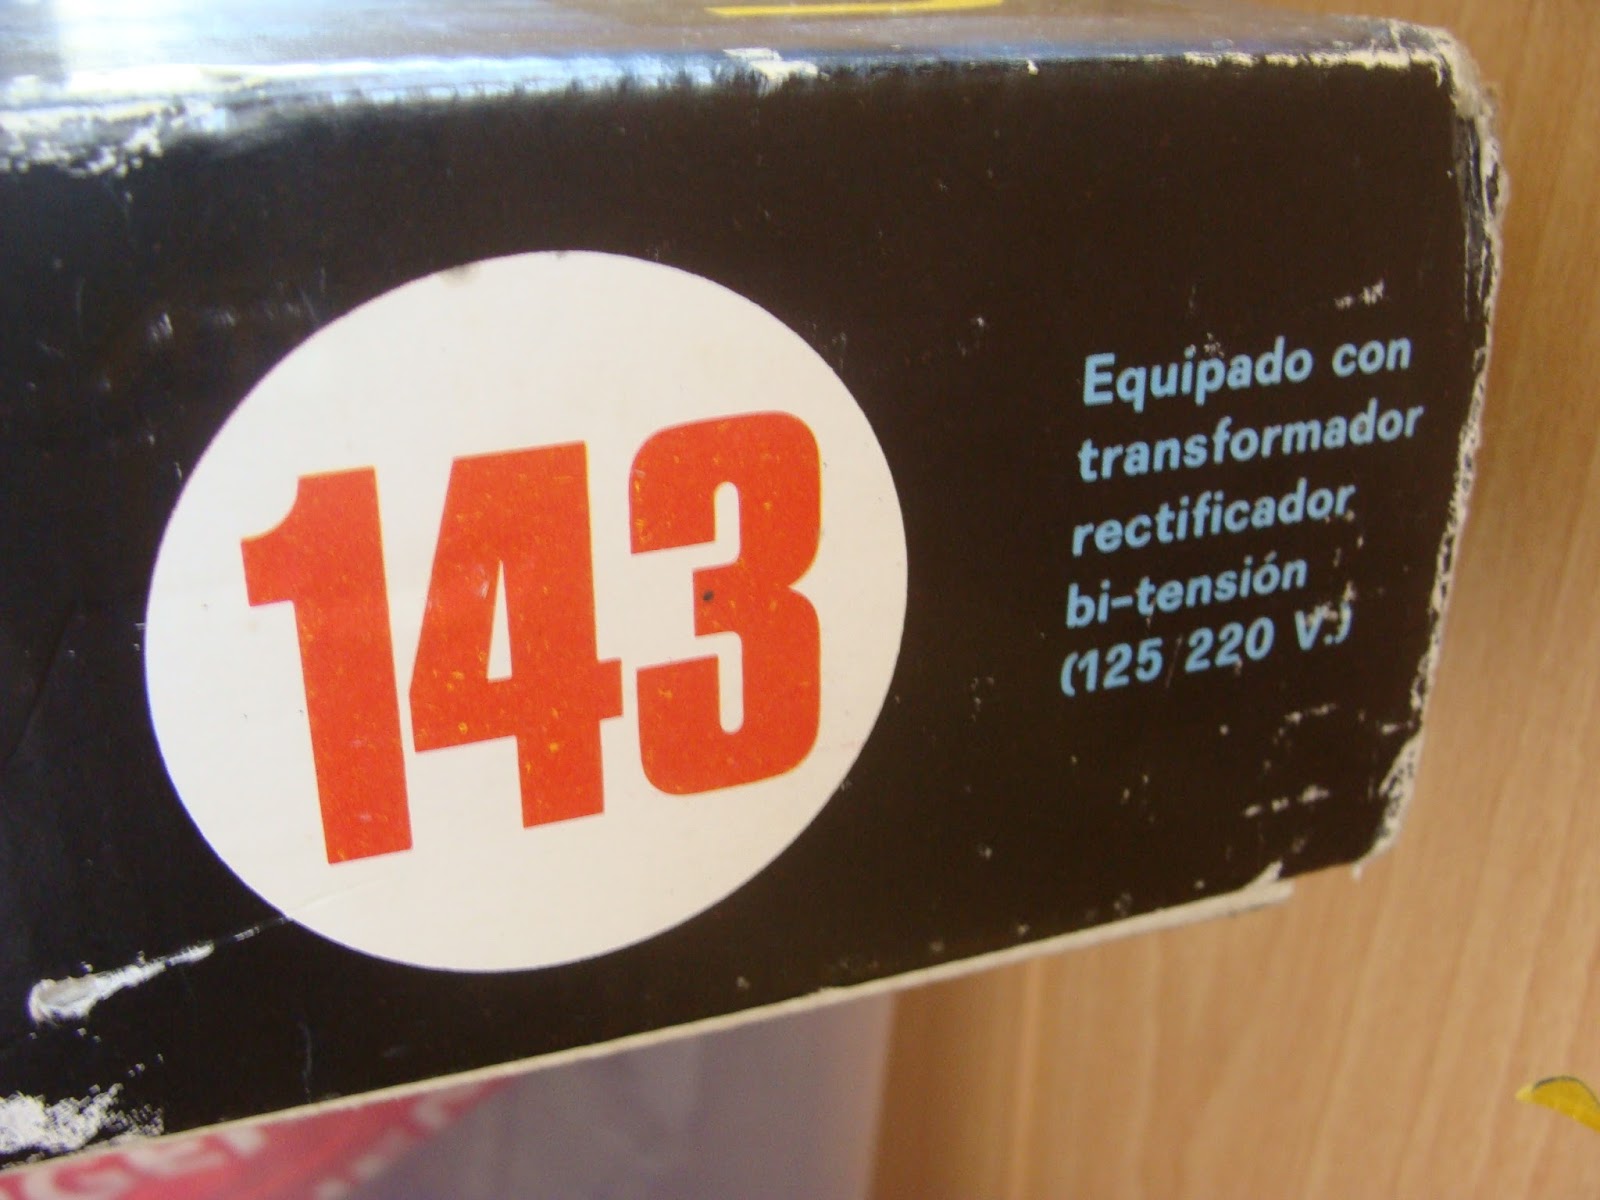 143
Equipado con
transformador
rectificador
bi-tensión
(125/220 V.)